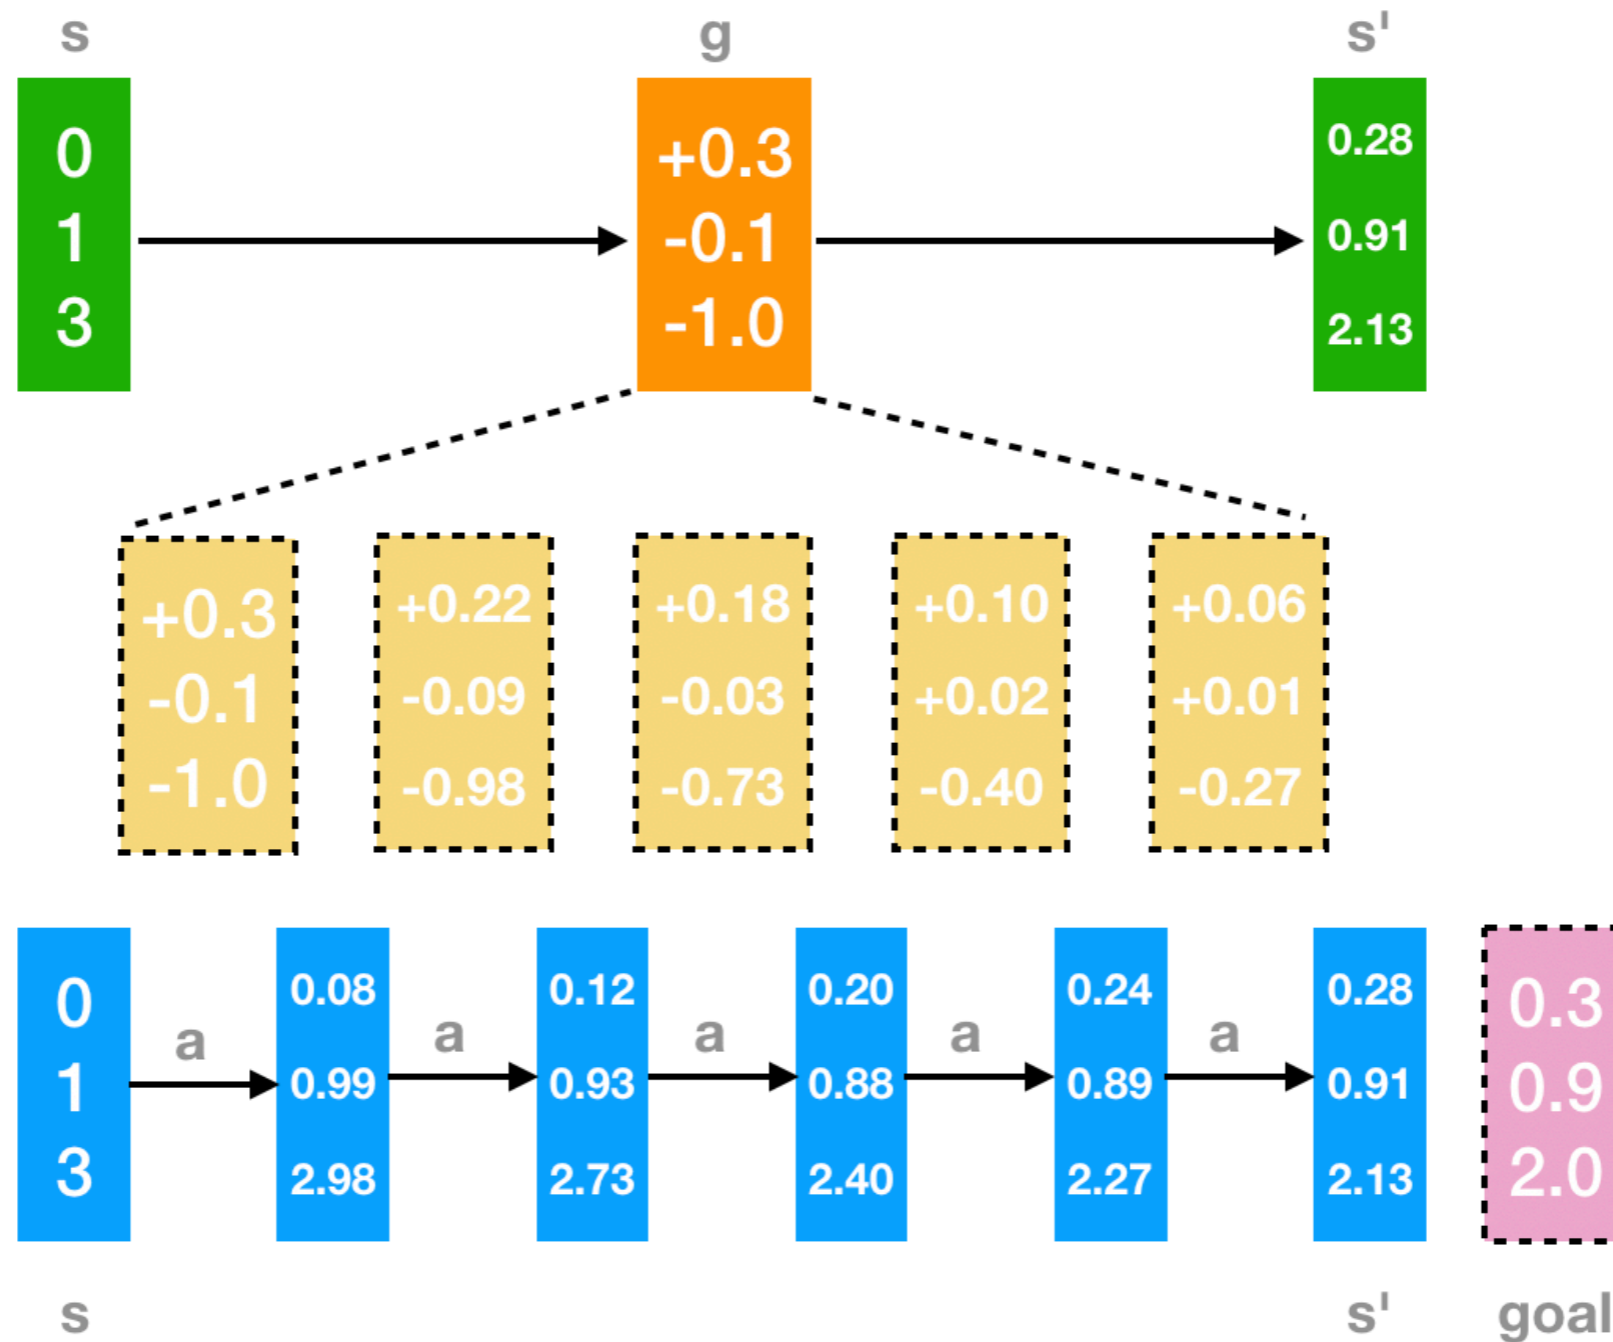 s g s'
0 +0.3 0.28
1 -0.1 0.91
3 -1.0 2.13
+0.3 +0.22 +0.18 +0.10 +0.06
-0.1 -0.09 -0.03 +0.02 +0.01
-1.0 -0.98 -0.73 -0.40 -0.27
0 0.08 0.12 0.20 0.24 0.28 0.3
a a a a a
1 0.99 0.93 0.88 0.89 0.91 0.9
3 2.98 2.73 2.40 2.27 2.13 2.0
s s' goal